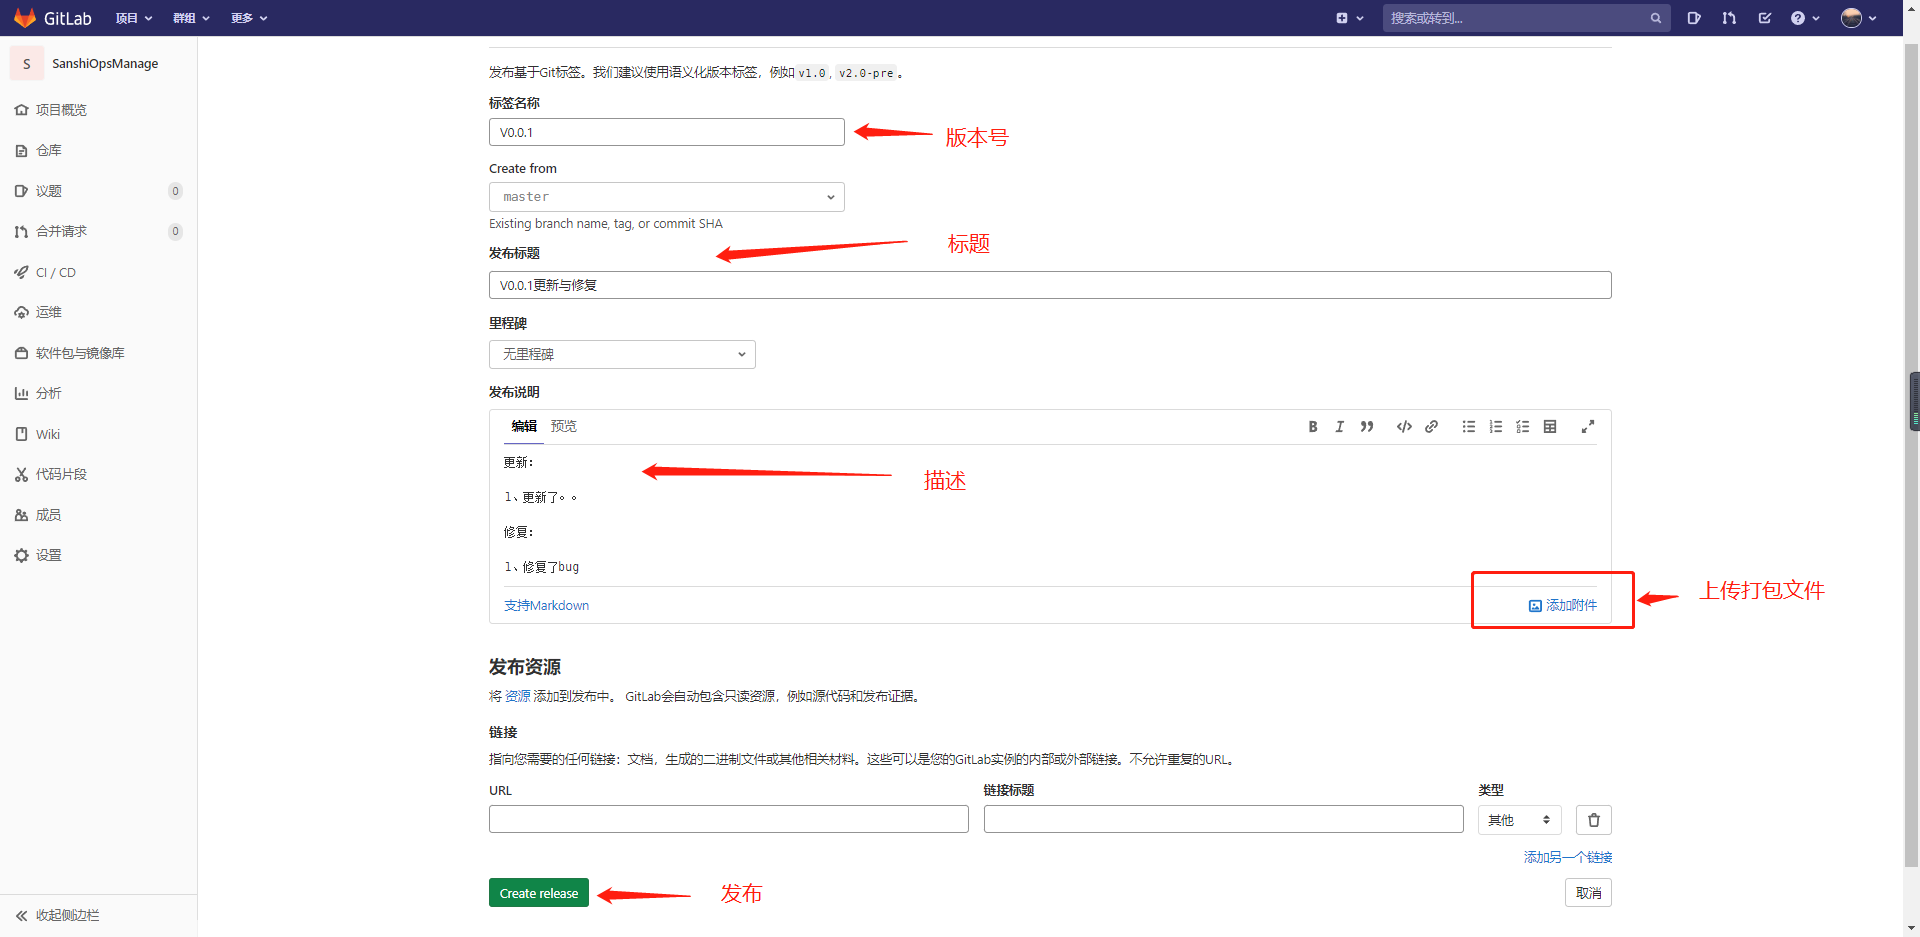 GitLab 项目 群组 更多 搜索或转到...
S SanshiOpsManage
项目概览
仓库
议题 0
合并请求 0
CI / CD
运维
软件包与镜像库
分析
Wiki
代码片段
成员
设置
收起侧边栏
发布基于Git标签。我们建议使用语义化版本标签，例如 v1.0, v2.0-pre 。
标签名称
V0.0.1
版本号
Create from
master
Existing branch name, tag, or commit SHA
标题
发布标题
V0.0.1更新与修复
里程碑
无里程碑
发布说明
编辑 预览
更新：
描述
1、更新了。。
修复：
1、修复了bug
支持Markdown
添加附件
上传打包文件
发布资源
将 资源 添加到发布中。 GitLab会自动包含只读资源，例如源代码和发布证据。
链接
指向您需要的任何链接：文档，生成的二进制文件或其他相关材料。这些可以是您的GitLab实例的内部或外部链接。不允许重复的URL。
URL 链接标题 类型
其他
添加另一个链接
Create release
发布
取消